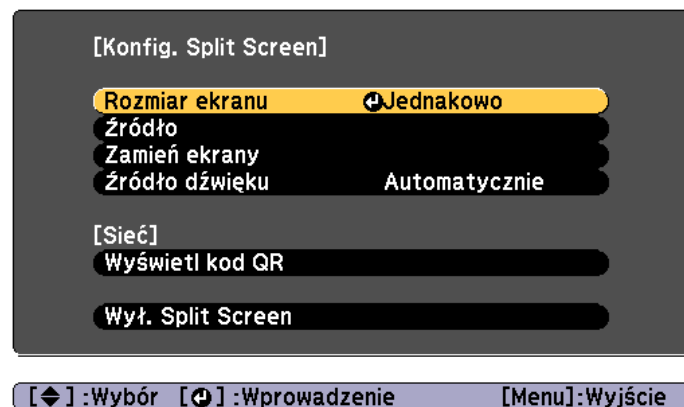 [Konfig. Split Screen]
Rozmiar ekranu Jednakowo
Źródło
Zamień ekrany
Źródło dźwięku Automatycznie
[Sieć]
Wyświetl kod QR
Wył. Split Screen
[ ] :Wybór [ ] :Wprowadzenie [Menu]:Wyjście